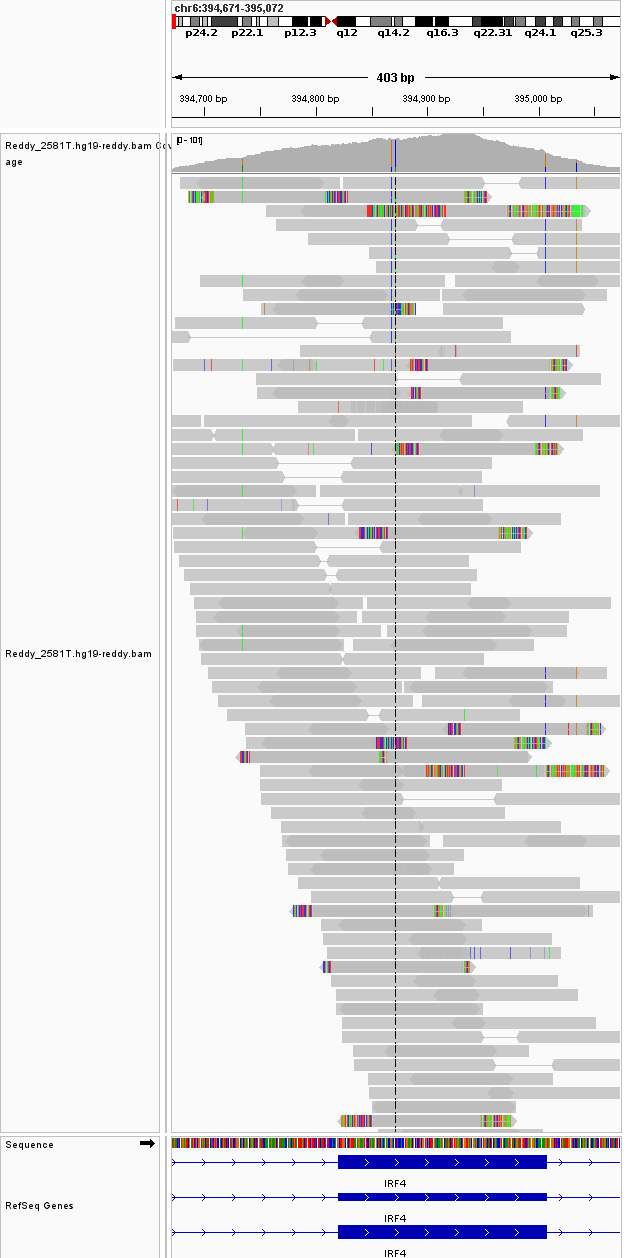 chr6:394,671-395,072
p24.2 p22.1 p12.3 q12 q14.2 q16.3 q22.31 q24.1 q25.3
403 bp
394,700 bp 394,800 bp 394,900 bp 395,000 bp
Reddy_2581T.hg19-reddy.bam Cov
age
[0 - 101]
Reddy_2581T.hg19-reddy.bam
Sequence
IRF4
RefSeq Genes
IRF4
IRF4